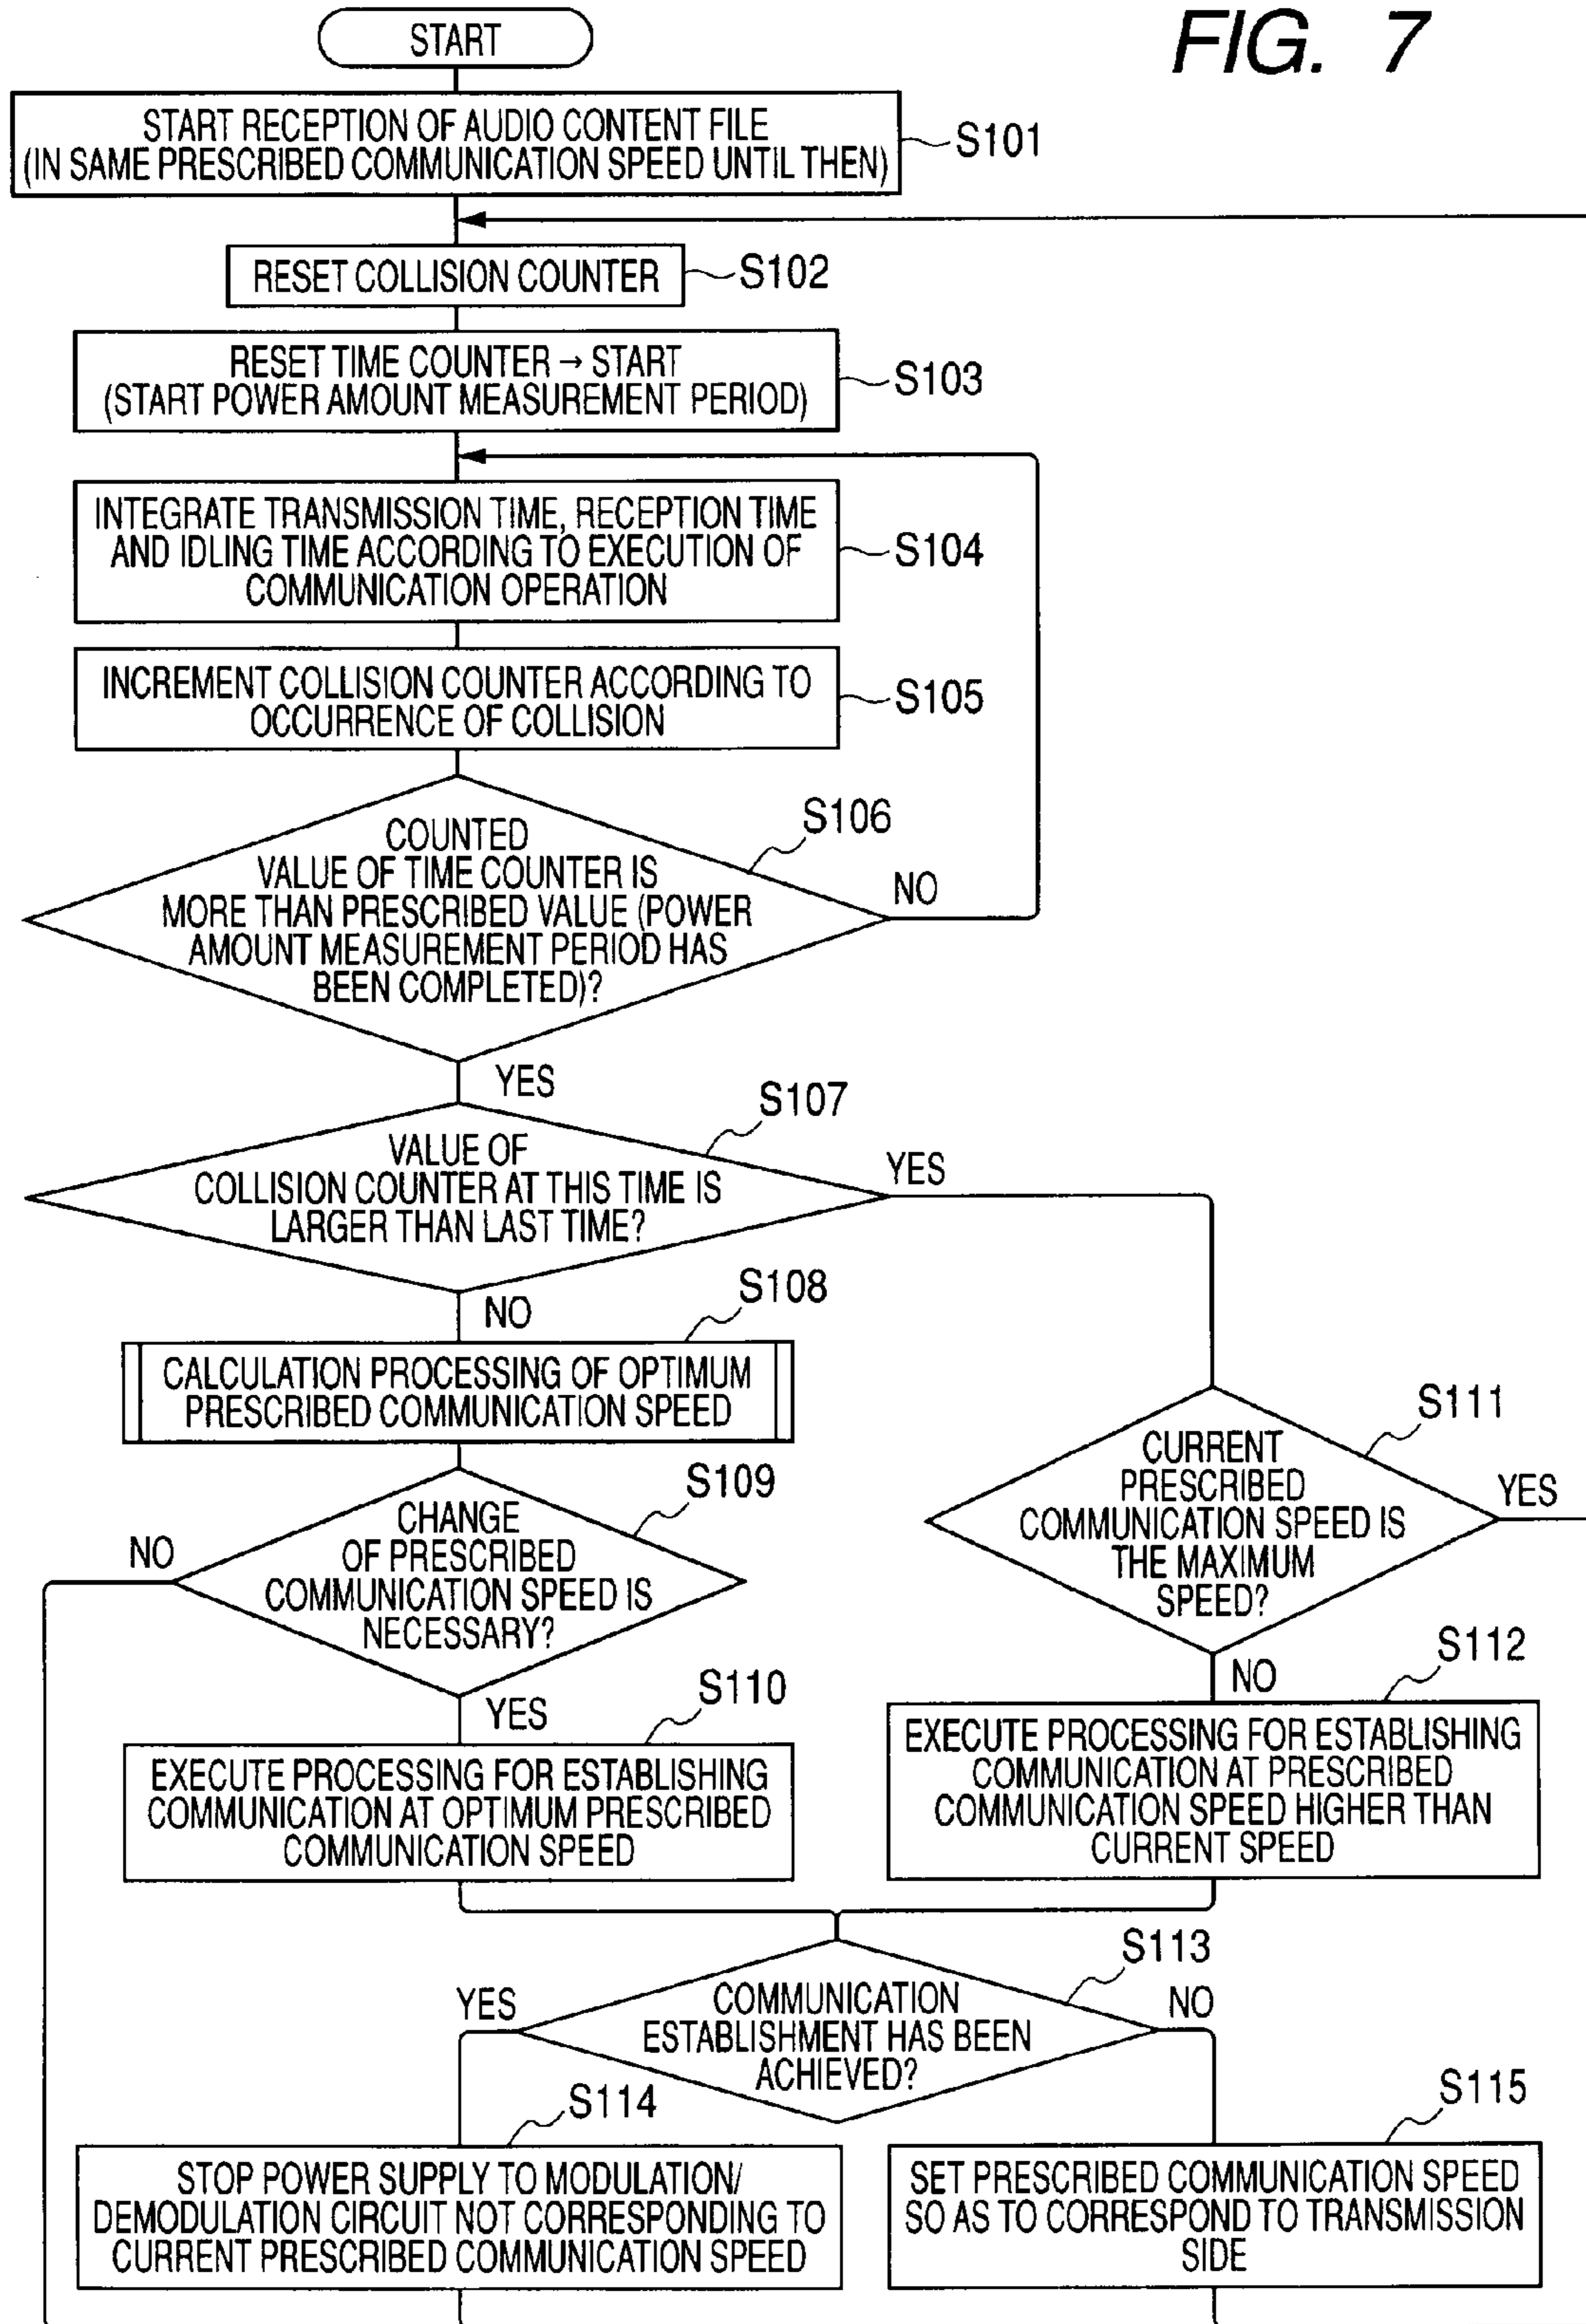 FIG. 7
START
START RECEPTION OF AUDIO CONTENT FILE
(IN SAME PRESCRIBED COMMUNICATION SPEED UNTIL THEN)
S101
RESET COLLISION COUNTER
S102
RESET TIME COUNTER → START
(START POWER AMOUNT MEASUREMENT PERIOD)
S103
INTEGRATE TRANSMISSION TIME, RECEPTION TIME
AND IDLING TIME ACCORDING TO EXECUTION OF
COMMUNICATION OPERATION
S104
INCREMENT COLLISION COUNTER ACCORDING TO
OCCURRENCE OF COLLISION
S105
S106
COUNTED
VALUE OF TIME COUNTER IS
MORE THAN PRESCRIBED VALUE (POWER
AMOUNT MEASUREMENT PERIOD HAS
BEEN COMPLETED)?
NO
YES
S107
VALUE OF
COLLISION COUNTER AT THIS TIME IS
LARGER THAN LAST TIME?
YES
NO
S108
CALCULATION PROCESSING OF OPTIMUM
PRESCRIBED COMMUNICATION SPEED
S109
CHANGE
OF PRESCRIBED
COMMUNICATION SPEED IS
NECESSARY?
NO
YES
S110
EXECUTE PROCESSING FOR ESTABLISHING
COMMUNICATION AT OPTIMUM PRESCRIBED
COMMUNICATION SPEED
S111
CURRENT
PRESCRIBED
COMMUNICATION SPEED IS
THE MAXIMUM
SPEED?
YES
NO
S112
EXECUTE PROCESSING FOR ESTABLISHING
COMMUNICATION AT PRESCRIBED
COMMUNICATION SPEED HIGHER THAN
CURRENT SPEED
S113
COMMUNICATION
ESTABLISHMENT HAS BEEN
ACHIEVED?
YES
NO
S114
STOP POWER SUPPLY TO MODULATION/
DEMODULATION CIRCUIT NOT CORRESPONDING TO
CURRENT PRESCRIBED COMMUNICATION SPEED
S115
SET PRESCRIBED COMMUNICATION SPEED
SO AS TO CORRESPOND TO TRANSMISSION
SIDE